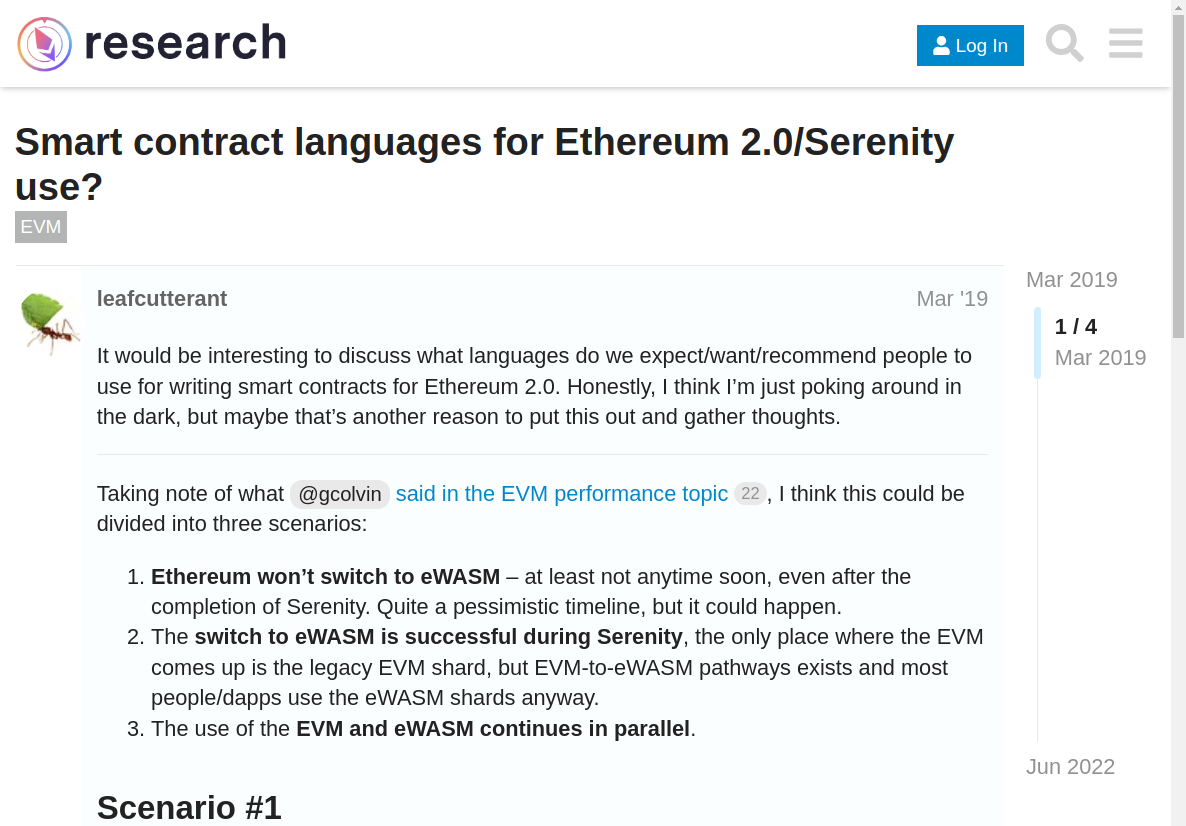 research
Log In
Smart contract languages for Ethereum 2.0/Serenity
use?
EVM
leafcutterant
Mar '19
It would be interesting to discuss what languages do we expect/want/recommend people to
use for writing smart contracts for Ethereum 2.0. Honestly, I think I’m just poking around in
the dark, but maybe that’s another reason to put this out and gather thoughts.
Taking note of what @gcolvin said in the EVM performance topic 22, I think this could be
divided into three scenarios:
1. Ethereum won’t switch to eWASM – at least not anytime soon, even after the
completion of Serenity. Quite a pessimistic timeline, but it could happen.
2. The switch to eWASM is successful during Serenity, the only place where the EVM
comes up is the legacy EVM shard, but EVM-to-eWASM pathways exists and most
people/dapps use the eWASM shards anyway.
3. The use of the EVM and eWASM continues in parallel.
Scenario #1
Mar 2019
1 / 4
Mar 2019
Jun 2022